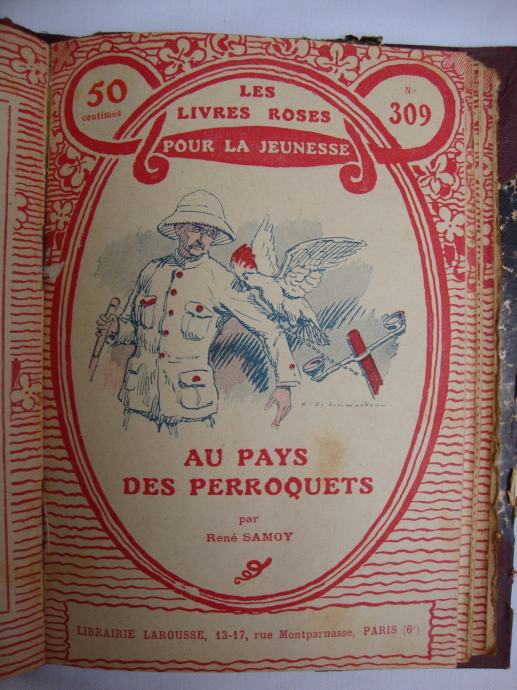 50
centimes
LES
LIVRES ROSES
POUR LA JEUNESSE
No
309
AU PAYS
DES PERROQUETS
par
René SAMOY
LIBRAIRIE LAROUSSE, 13-17, rue Montparnasse, PARIS (6e)